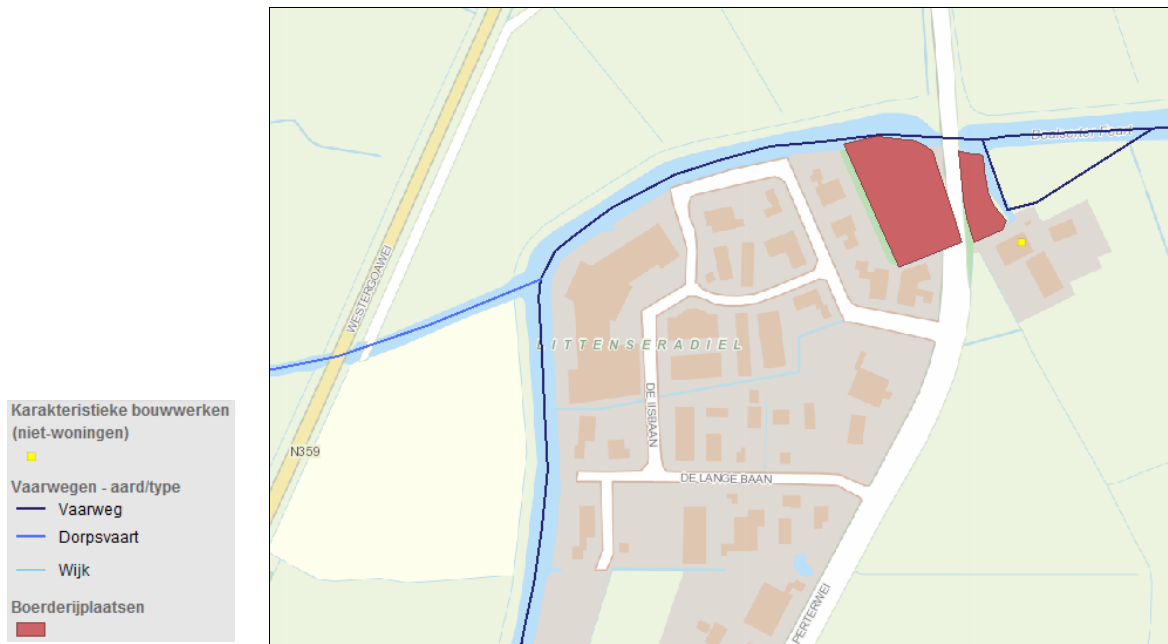 Karakteristieke bouwwerken
(niet-woningen)
Vaarwegen - aard/type
Vaarweg
Dorpsvaart
Wijk
Boerderijplaatsen
WESTERGOAWEI
N359
LITTENSERADIEL
DE IISBAAN
DE LANGE BAAN
PERTERWEI